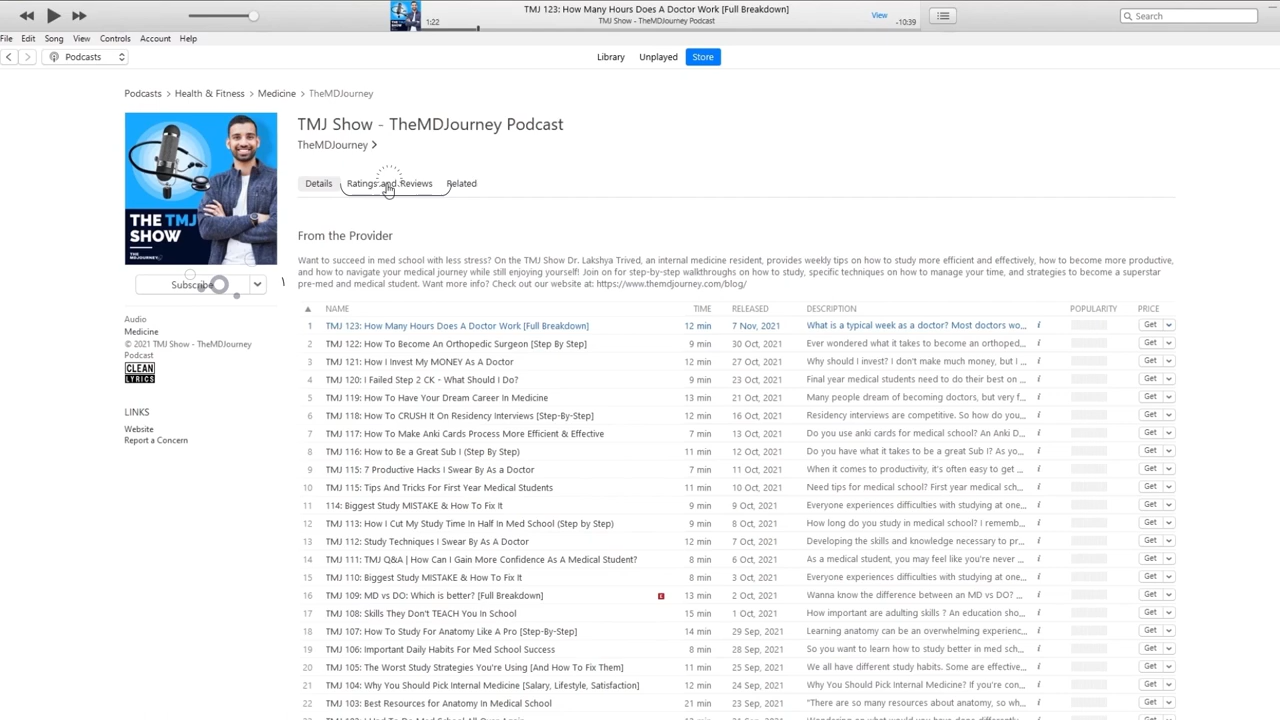 TMJ 123: How Many Hours Does A Doctor Work [Full Breakdown]
1:22
TMJ Show - TheMDJourney Podcast
View
-10:39
Search
File Edit Song View Controls Account Help
Podcasts
Library Unplayed Store
Podcasts > Health & Fitness > Medicine > TheMDJourney
TMJ Show - TheMDJourney Podcast
TheMDJourney >
Details Ratings and Reviews Related
THE TMJ
SHOW
THEMDJOURNEY
Subscribe
Audio
Medicine
© 2021 TMJ Show - TheMDJourney
Podcast
CLEAN
LYRICS
LINKS
Website
Report a Concern
From the Provider
Want to succeed in med school with less stress? On the TMJ Show Dr. Lakshya Trived, an internal medicine resident, provides weekly tips on how to study more efficient and effectively, how to become more productive,
and how to navigate your medical journey while still enjoying yourself! Join on for step-by-step walkthroughs on how to study, specific techniques on how to manage your time, and strategies to become a superstar
pre-med and medical student. Want more info? Check out our website at: https://www.themdjourney.com/blog/
NAME TIME RELEASED DESCRIPTION POPULARITY PRICE
1 TMJ 123: How Many Hours Does A Doctor Work [Full Breakdown] 12 min 7 Nov, 2021 What is a typical week as a doctor? Most doctors wo... i Get
2 TMJ 122: How To Become An Orthopedic Surgeon [Step By Step] 9 min 30 Oct, 2021 Ever wondered what it takes to become an orthoped... i Get
3 TMJ 121: How I Invest My MONEY As A Doctor 12 min 27 Oct, 2021 Why should I invest? I don't make much money, but I ... i Get
4 TMJ 120: I Failed Step 2 CK - What Should I Do? 9 min 23 Oct, 2021 Final year medical students need to do their best on ... i Get
5 TMJ 119: How To Have Your Dream Career In Medicine 13 min 21 Oct, 2021 Many people dream of becoming doctors, but very f... i Get
6 TMJ 118: How To CRUSH It On Residency Interviews [Step-By-Step] 12 min 16 Oct, 2021 Residency interviews are competitive. So how do you... i Get
7 TMJ 117: How To Make Anki Cards Process More Efficient & Effective 7 min 13 Oct, 2021 Do you use anki cards for medical school? An Anki D... i Get
8 TMJ 116: How to Be a Great Sub I (Step By Step) 11 min 12 Oct, 2021 Do you have what it takes to be a great Sub I? As yo... i Get
9 TMJ 115: 7 Productive Hacks I Swear By As a Doctor 7 min 11 Oct, 2021 When it comes to productivity, it's often easy to get ... i Get
10 TMJ 115: Tips And Tricks For First Year Medical Students 7 min 10 Oct, 2021 Need tips for medical school? First year medical sch... i Get
11 114: Biggest Study MISTAKE & How To Fix It 9 min 9 Oct, 2021 Everyone experiences difficulties with studying at one... i Get
12 TMJ 113: How I Cut My Study Time In Half In Med School (Step by Step) 9 min 8 Oct, 2021 How long do you study in medical school? I rememb... i Get
13 TMJ 112: Study Techniques I Swear By As a Doctor 12 min 7 Oct, 2021 Developing the skills and knowledge necessary to pr... i Get
14 TMJ 111: TMJ Q&A | How Can I Gain More Confidence As A Medical Student? 8 min 6 Oct, 2021 As a medical student, you may feel like you're never ... i Get
15 TMJ 110: Biggest Study MISTAKE & How To Fix It 8 min 3 Oct, 2021 Everyone experiences difficulties with studying at one... i Get
16 TMJ 109: MD vs DO: Which is better? [Full Breakdown] E 13 min 2 Oct, 2021 Wanna know the difference between an MD vs DO? ... i Get
17 TMJ 108: Skills They Don't TEACH You In School 15 min 1 Oct, 2021 How important are adulting skills ? An education sho... i Get
18 TMJ 107: How To Study For Anatomy Like A Pro [Step-By-Step] 14 min 29 Sep, 2021 Learning anatomy can be an overwhelming experienc... i Get
19 TMJ 106: Important Daily Habits For Med School Success 8 min 28 Sep, 2021 So you want to learn how to study better in med sch... i Get
20 TMJ 105: The Worst Study Strategies You're Using [And How To Fix Them] 11 min 25 Sep, 2021 We all have different study habits. Some are effective... i Get
21 TMJ 104: Why You Should Pick Internal Medicine [Salary, Lifestyle, Satisfaction] 12 min 24 Sep, 2021 Why You Should Pick Internal Medicine? If you're con... i Get
22 TMJ 103: Best Resources for Anatomy In Medical School 21 min 23 Sep, 2021 "There are so many resources about anatomy, so wh... i Get